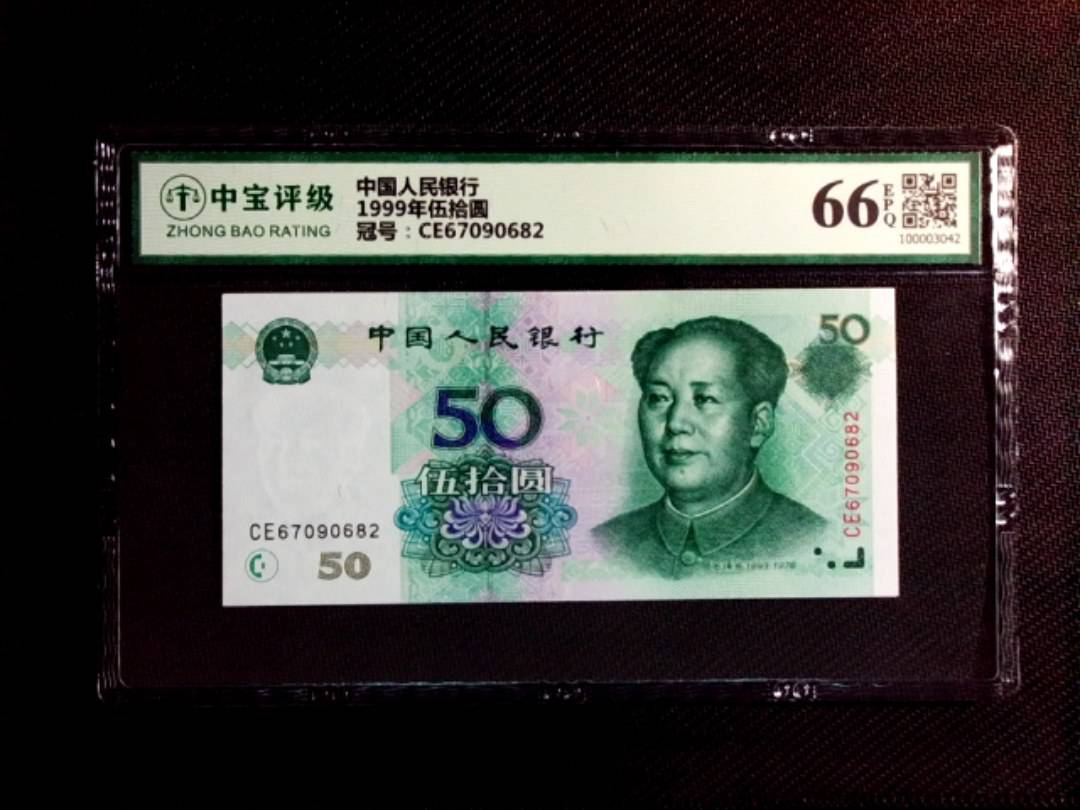 中宝评级
ZHONG BAO RATING
中国人民银行
1999年伍拾圆
冠号：CE67090682
66
EPQ
100003042
中国人民银行
50
50
伍拾圆
CE67090682
CE67090682
50